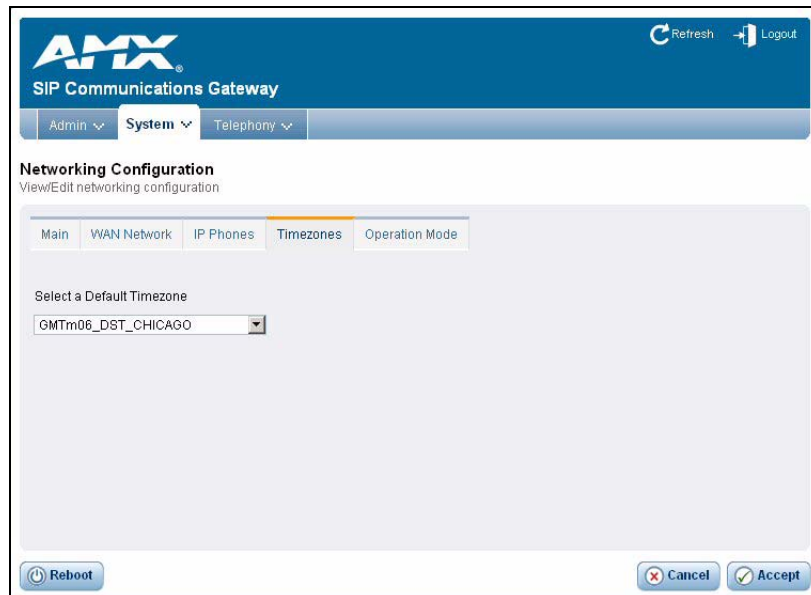 Refresh Logout
AMX
SIP Communications Gateway
Admin System Telephony
Networking Configuration
View/Edit networking configuration
Main WAN Network IP Phones Timezones Operation Mode
Select a Default Timezone
GMTm06_DST_CHICAGO
Reboot Cancel Accept